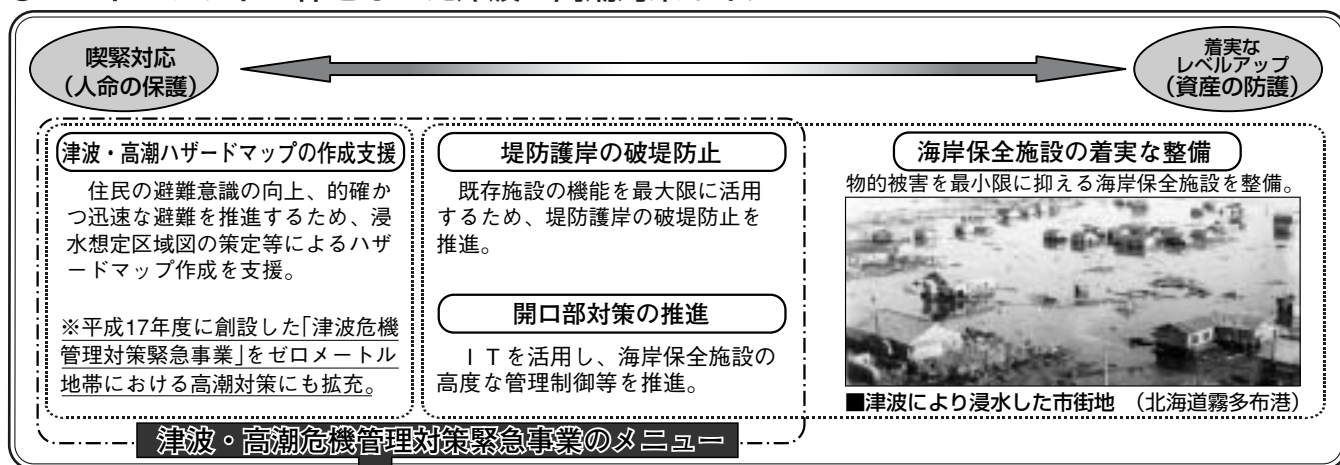 喫緊対応
（人命の保護）
着実な
レベルアップ
（資産の防護）
津波・高潮ハザードマップの作成支援
住民の避難意識の向上、的確か
つ迅速な避難を推進するため、浸
水想定区域図の策定等によるハザ
ードマップ作成を支援。
※平成17年度に創設した「津波危機
管理対策緊急事業」をゼロメートル
地帯における高潮対策にも拡充。
堤防護岸の破堤防止
既存施設の機能を最大限に活用
するため、堤防護岸の破堤防止を
推進。
開口部対策の推進
ＩＴを活用し、海岸保全施設の
高度な管理制御等を推進。
海岸保全施設の着実な整備
物的被害を最小限に抑える海岸保全施設を整備。
■津波により浸水した市街地　（北海道霧多布港）
津波・高潮危機管理対策緊急事業のメニュー